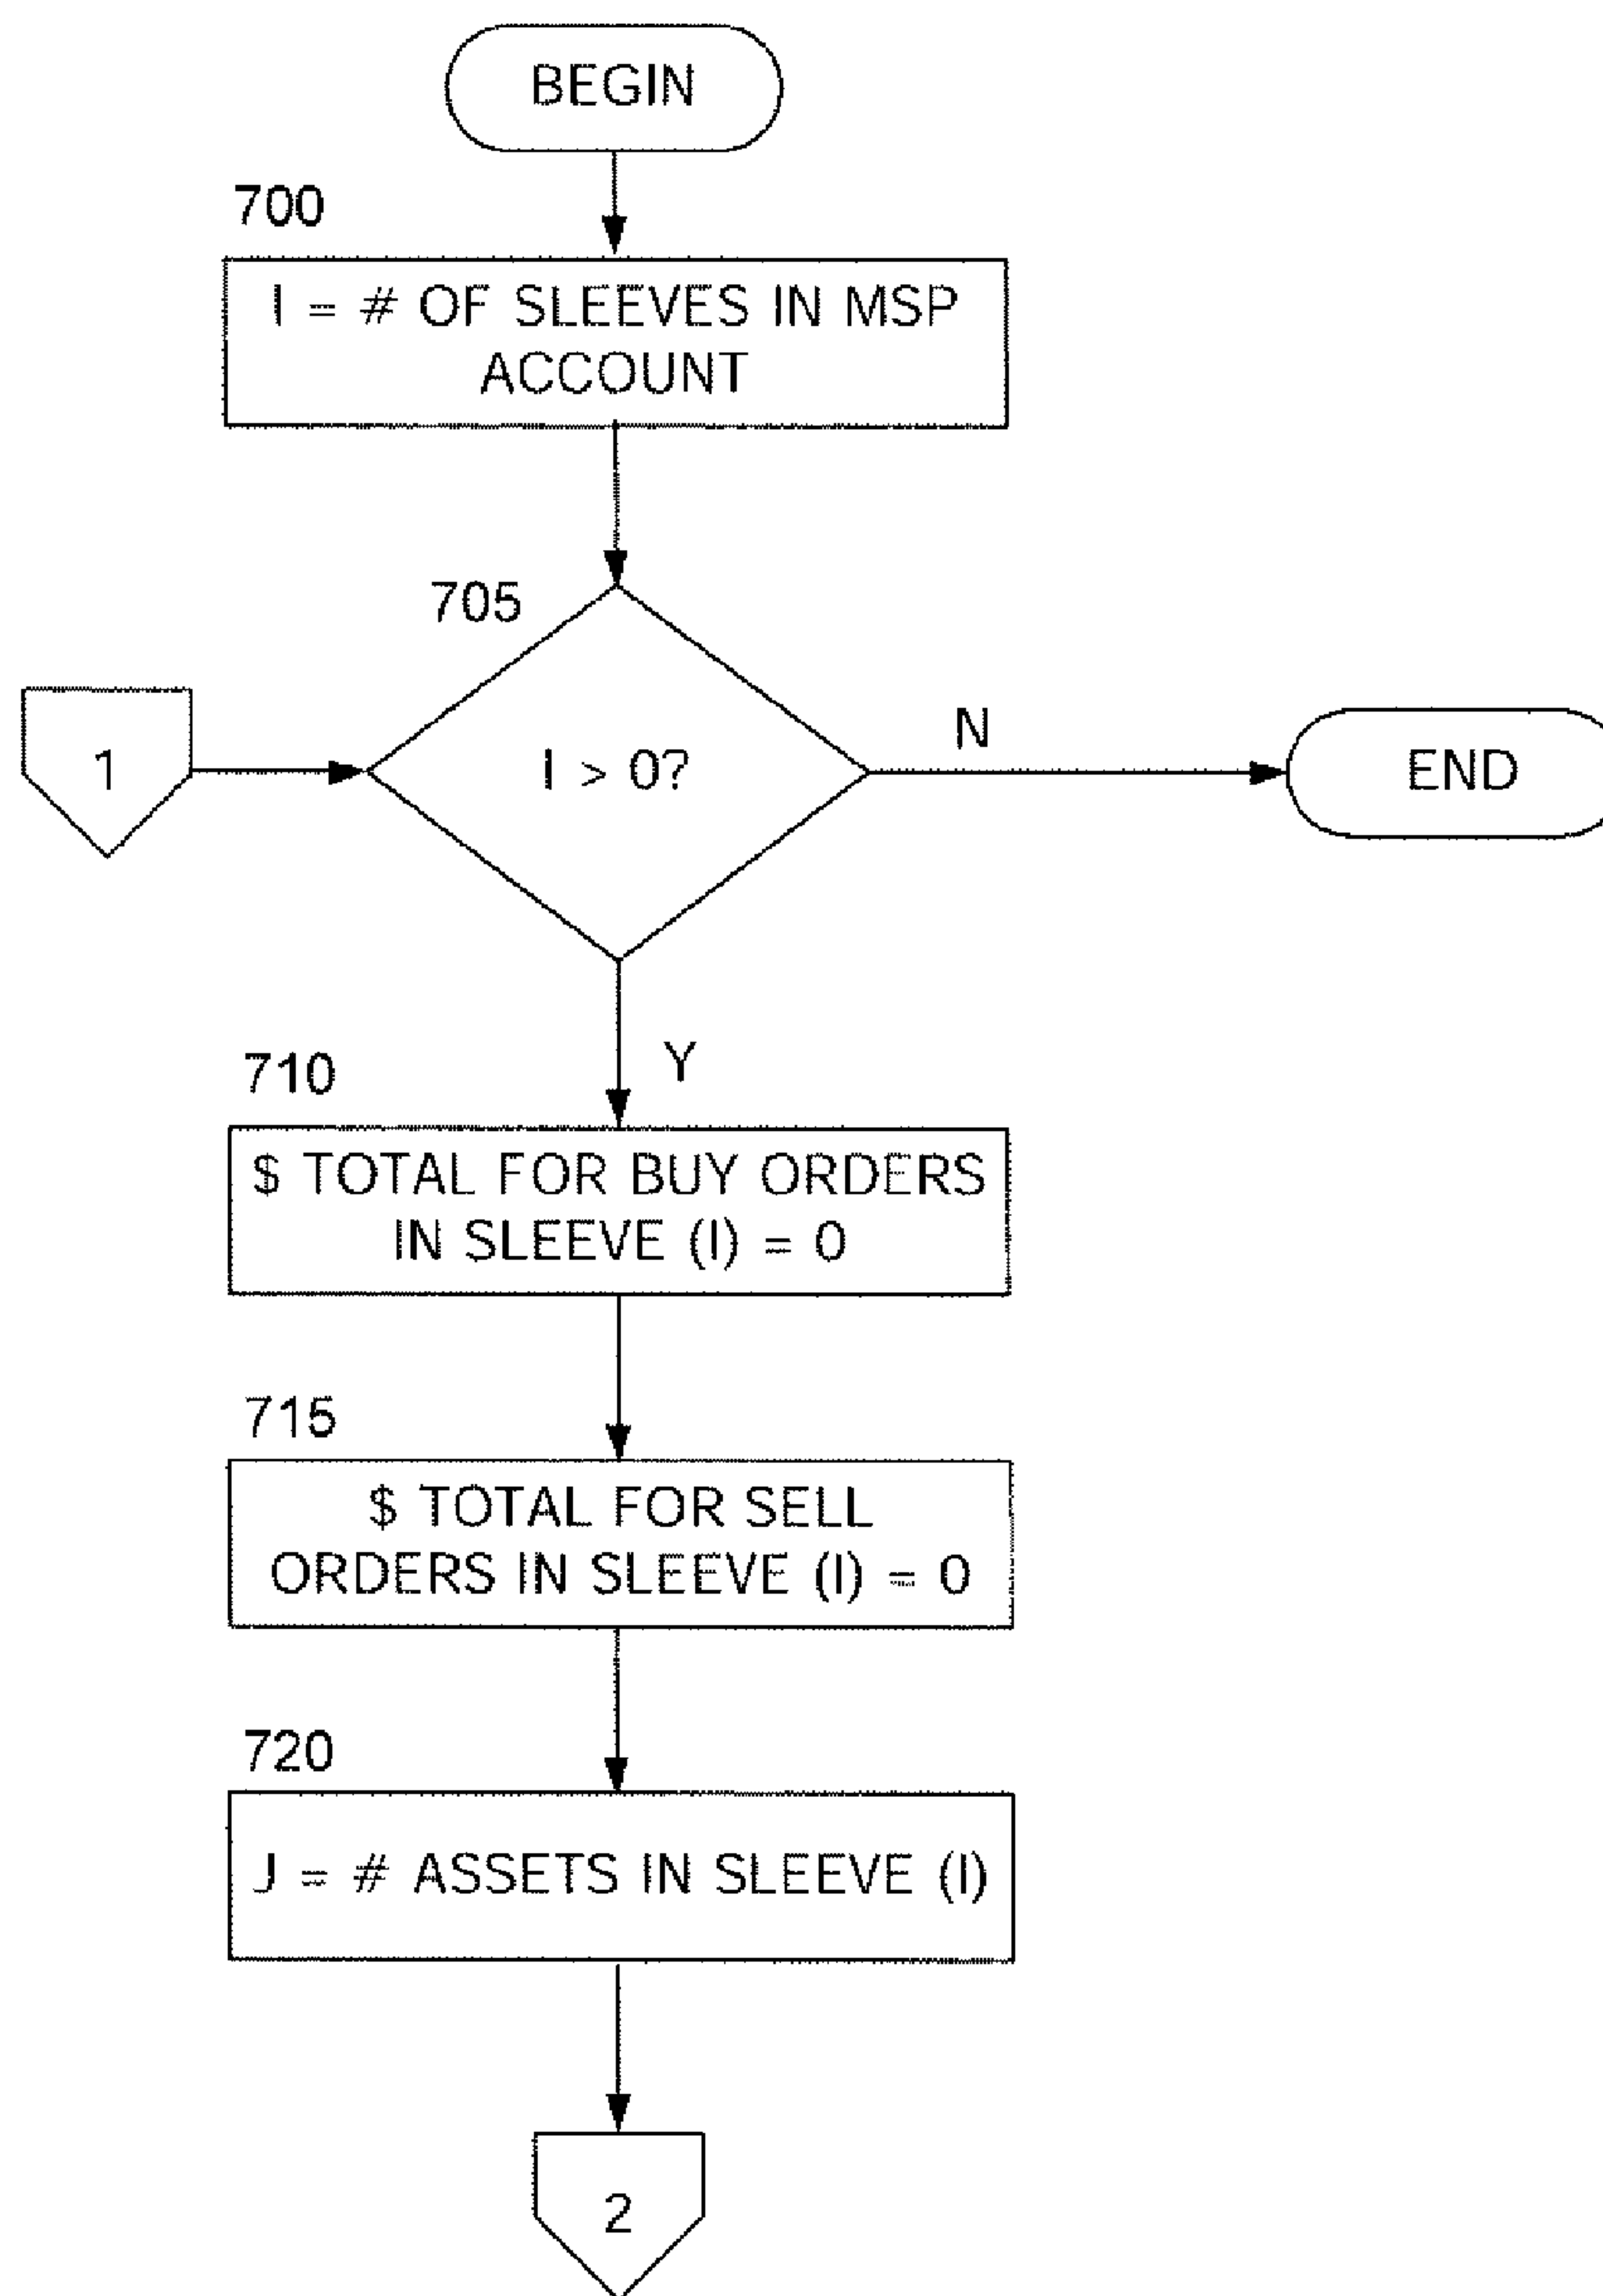 BEGIN
700
I = # OF SLEEVES IN MSP
ACCOUNT
705
1
I > 0?
N
END
Y
710
$ TOTAL FOR BUY ORDERS
IN SLEEVE (I) = 0
715
$ TOTAL FOR SELL
ORDERS IN SLEEVE (I) = 0
720
J = # ASSETS IN SLEEVE (I)
2